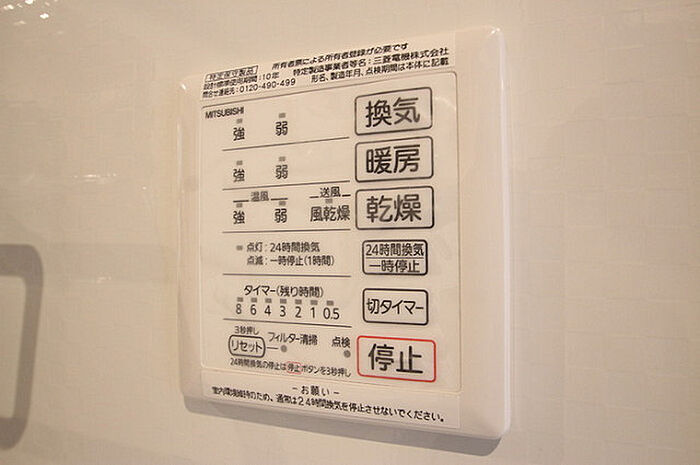 特定保守製品
所有者票による所有者登録が必要です
設計標準使用期間:10年 特定製造事業者等名:三菱電機株式会社
問合せ連絡先:0120-490-499 形名、製造年月、点検期間は本体に記載
MITSUBISHI
強 弱 換気
強 弱 暖房
温風 送風
強 弱 風乾燥 乾燥
点灯:24時間換気 24時間換気
点滅:一時停止(1時間) 一時停止
タイマー(残り時間)
8 6 4 3 2 1 0.5 切タイマー
3秒押し
リセット フィルター清掃 点検 停止
24時間換気の停止は停止ボタンを3秒押し
-お願い-
室内環境維持のため、通常は24時間換気を停止させないでください。